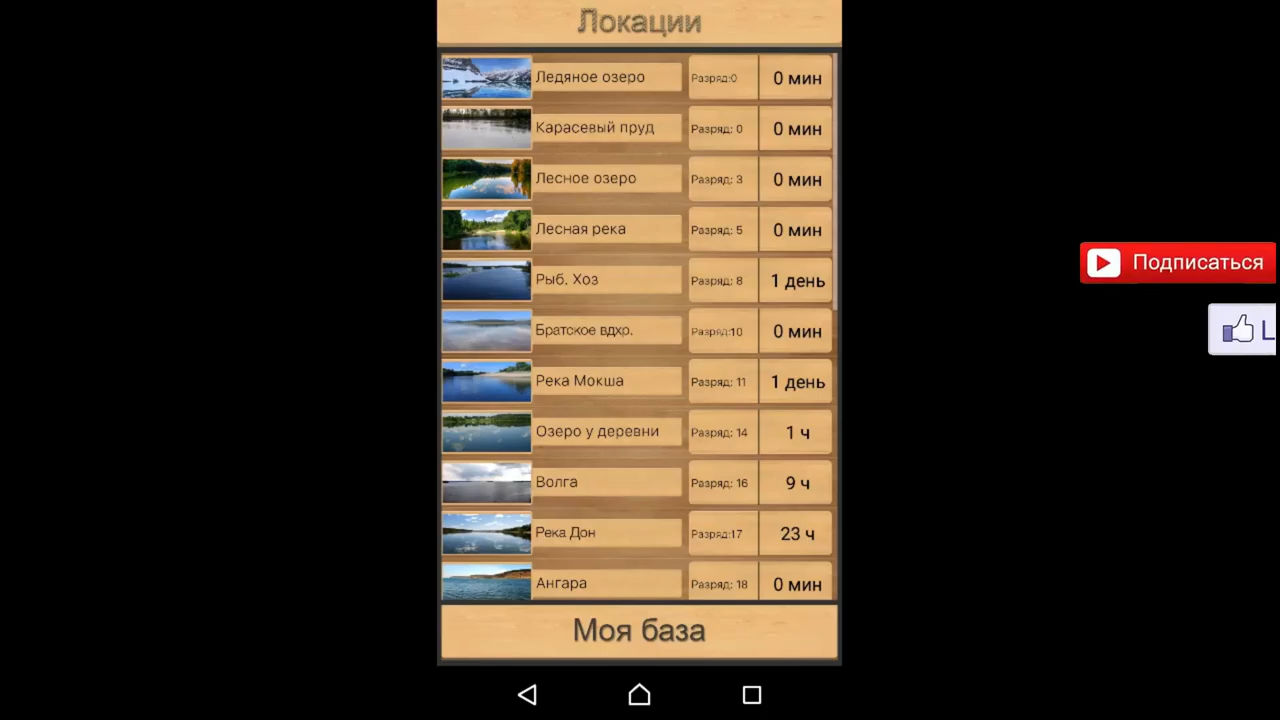 Локации
Ледяное озеро Разряд:0 0 мин
Карасевый пруд Разряд: 0 0 мин
Лесное озеро Разряд: 3 0 мин
Лесная река Разряд: 5 0 мин
Рыб. Хоз Разряд: 8 1 день
Братское вдхр. Разряд:10 0 мин
Река Мокша Разряд: 11 1 день
Озеро у деревни Разряд: 14 1 ч
Волга Разряд: 16 9 ч
Река Дон Разряд:17 23 ч
Ангара Разряд: 18 0 мин
Моя база
Подписаться